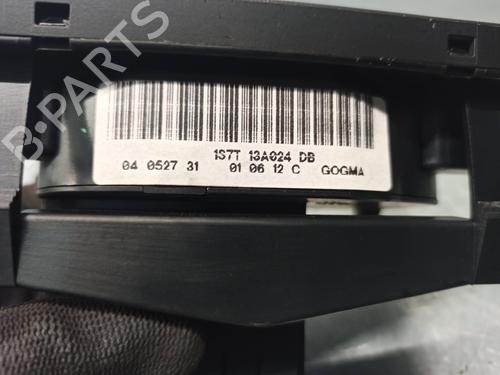 B-PARTS
1S7T 13A024 DB
04 0527 31 01 06 12 C GOGMA